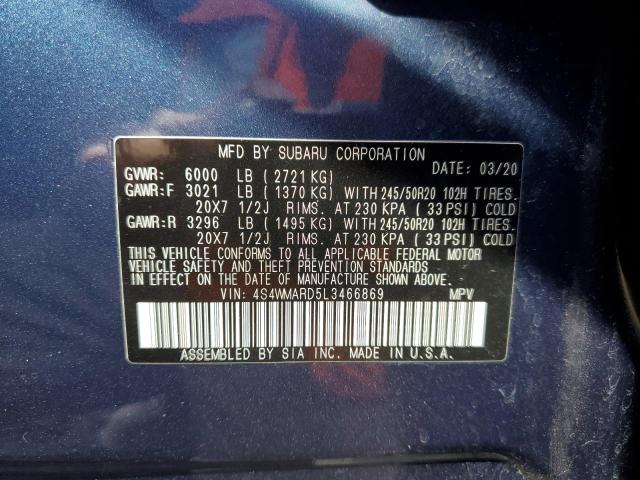 MFD BY SUBARU CORPORATION
GVWR: 6000 LB (2721 KG) DATE: 03/20
GAWR:F 3021 LB (1370 KG) WITH 245/50R20 102H TIRES.
20X7 1/2J RIMS. AT 230 KPA (33 PSI) COLD
GAWR:R 3296 LB (1495 KG) WITH 245/50R20 102H TIRES.
20X7 1/2J RIMS. AT 230 KPA (33 PSI) COLD
THIS VEHICLE CONFORMS TO ALL APPLICABLE FEDERAL MOTOR
VEHICLE SAFETY AND THEFT PREVENTION STANDARDS
IN EFFECT ON THE DATE OF MANUFACTURE SHOWN ABOVE.
VIN: 4S4WMARD5L3466869 MPV
ASSEMBLED BY SIA INC. MADE IN U.S.A.